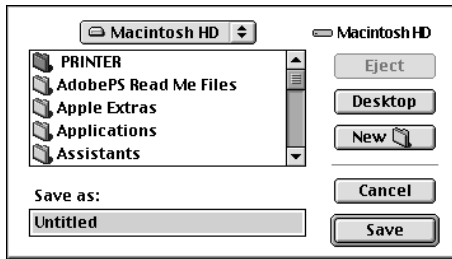 Macintosh HD
Macintosh HD
PRINTER
AdobePS Read Me Files
Apple Extras
Applications
Assistants
Eject
Desktop
New
Save as:
Untitled
Cancel
Save